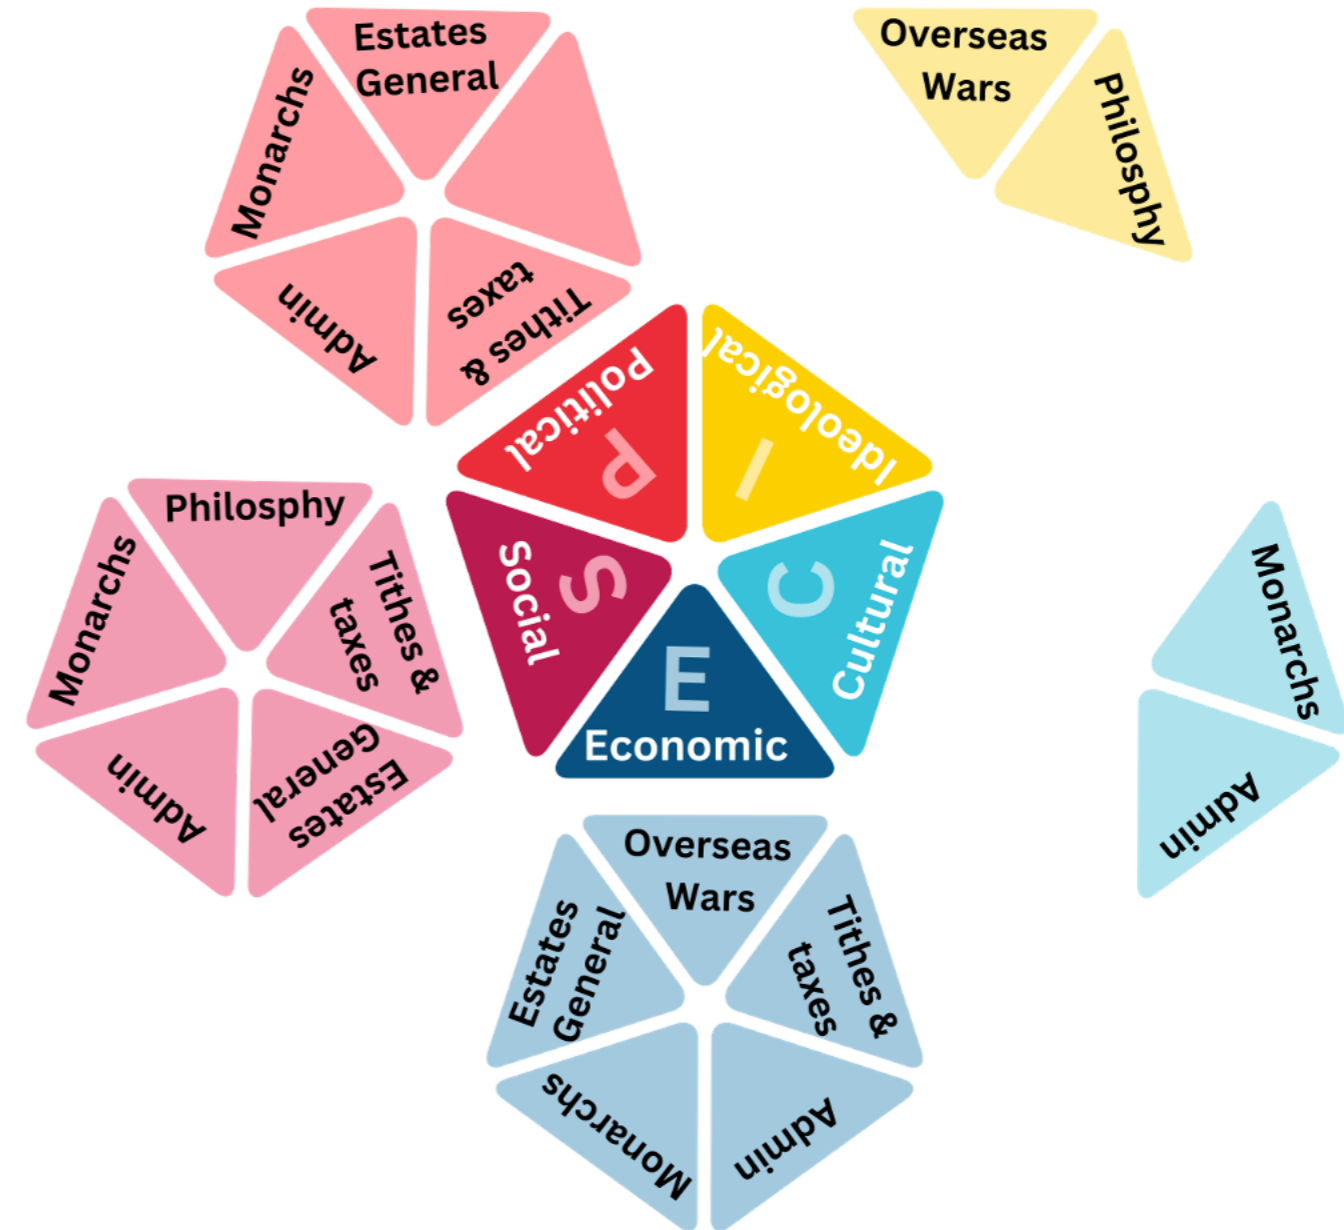 Estates
General
Monarchs
Admin
Tithes &
taxes
Overseas
Wars
Philosphy
Political
P
Ideological
I
Social
S
Cultural
C
E
Economic
Philosphy
Monarchs
Tithes &
taxes
Admin
Estates
General
Monarchs
Admin
Overseas
Wars
Estates
General
Tithes &
taxes
Monarchs
Admin